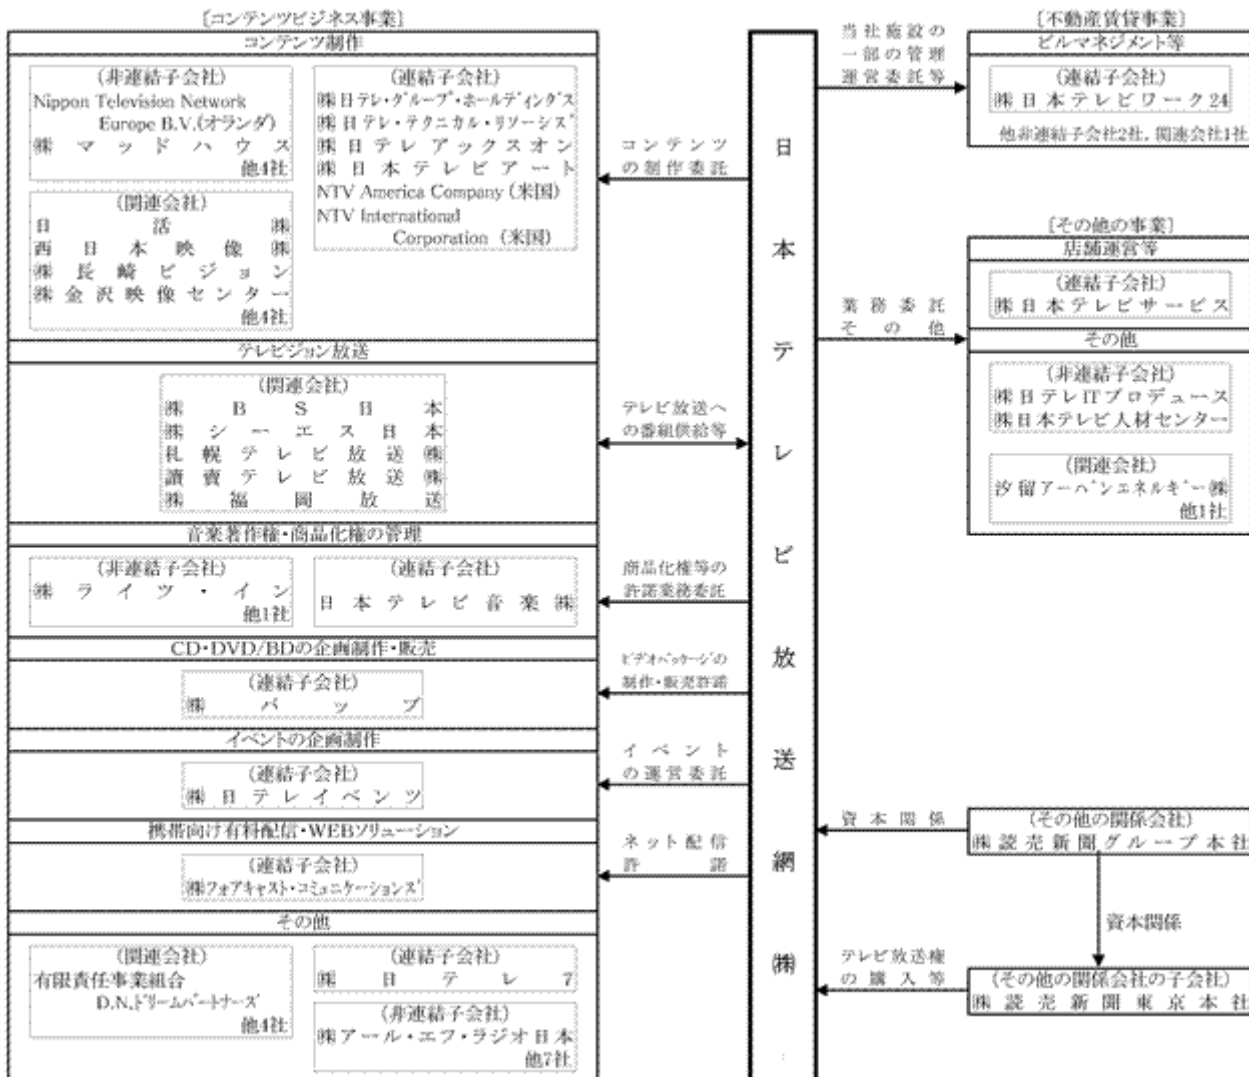 ［コンテンツビジネス事業］
コンテンツ制作
(非連結子会社)
Nippon Television Network
Europe B.V.(オランダ)
㈱マッドハウス
他4社
(連結子会社)
㈱日テレ・グループ・ホールディングス
㈱日テレ・テクニカル・リソーシズ
㈱日テレアックスオン
㈱日本テレビアート
NTV America Company (米国)
NTV International
Corporation (米国)
(関連会社)
日活㈱
西日本映像㈱
㈱長崎ビジョン
㈱金沢映像センター
他4社
テレビジョン放送
(関連会社)
㈱BS日本
㈱シーエス日本
札幌テレビ放送㈱
讀賣テレビ放送㈱
㈱福岡放送
音楽著作権・商品化権の管理
(非連結子会社)
㈱ライツ・イン
他1社
(連結子会社)
日本テレビ音楽㈱
CD・DVD/BDの企画制作・販売
(連結子会社)
㈱バップ
イベントの企画制作
(連結子会社)
㈱日テレイベンツ
携帯向け有料配信・WEBソリューション
(連結子会社)
㈱フォアキャスト・コミュニケーションズ
その他
(関連会社)
有限責任事業組合
D.N.ドリームパートナーズ
他4社
(連結子会社)
㈱日テレ7
(非連結子会社)
㈱アール・エフ・ラジオ日本
他7社
コンテンツ
の制作委託
テレビ放送へ
の番組供給等
商品化権等の
許諾業務委託
ビデオパッケージの
制作・販売許諾
イベント
の運営委託
ネット配信
許諾
日本テレビ放送網㈱
当社施設の
一部の管理
運営委託等
業務委託
その他
資本関係
テレビ放送権
の購入等
［不動産賃貸事業］
ビルマネジメント等
(連結子会社)
㈱日本テレビワーク24
他非連結子会社2社，関連会社1社
［その他の事業］
店舗運営等
(連結子会社)
㈱日本テレビサービス
その他
(非連結子会社)
㈱日テレITプロデュース
㈱日本テレビ人材センター
(関連会社)
汐留アーバンエネルギー㈱
他1社
(その他の関係会社)
㈱読売新聞グループ本社
資本関係
(その他の関係会社の子会社)
㈱読売新聞東京本社